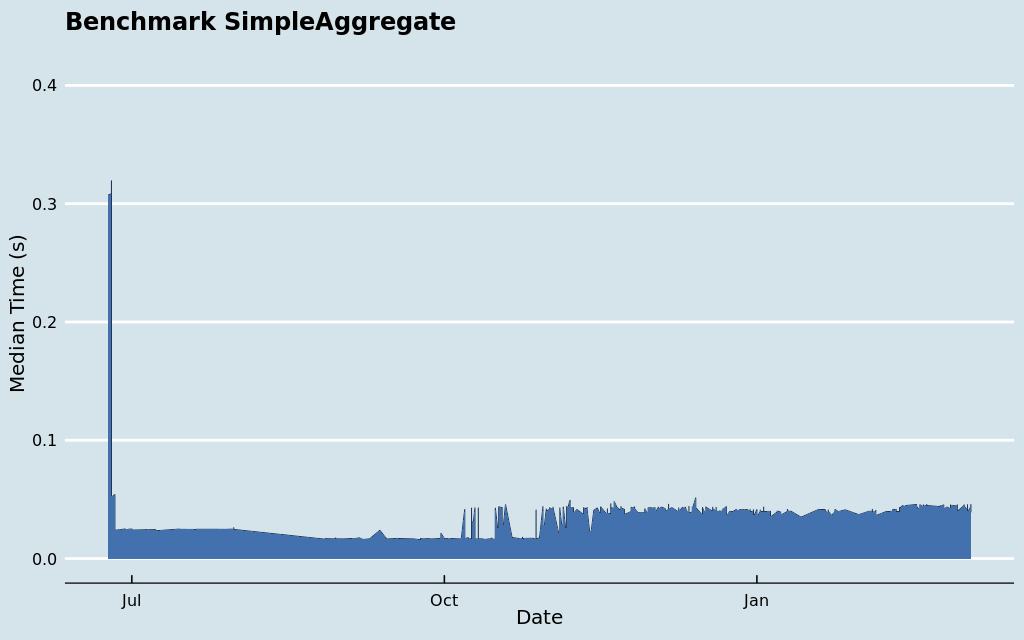 Benchmark SimpleAggregate
0.4
0.3
0.2
0.1
0.0
Median Time (s)
Jul
Oct
Jan
Date